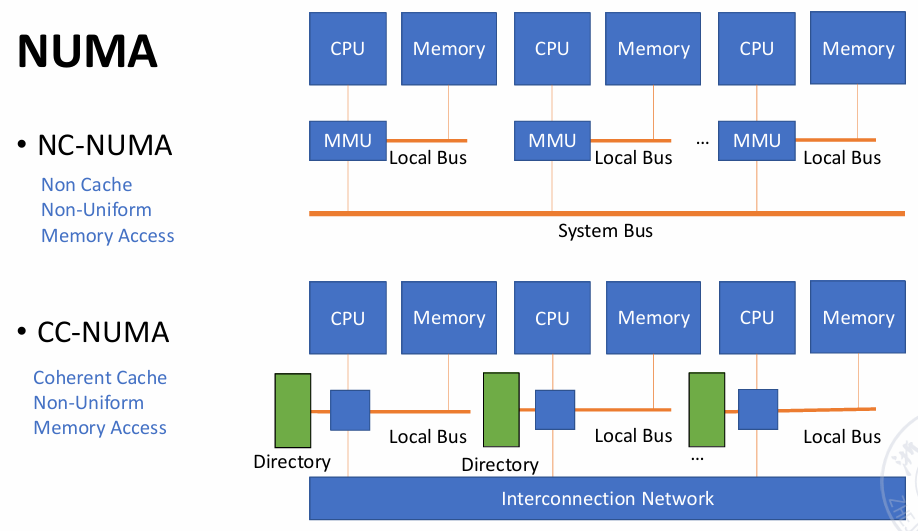 NUMA
CPU Memory CPU Memory CPU Memory
• NC-NUMA
Non Cache
Non-Uniform
Memory Access
MMU MMU ... MMU
Local Bus Local Bus Local Bus
System Bus
• CC-NUMA
Coherent Cache
Non-Uniform
Memory Access
CPU Memory CPU Memory CPU Memory
Local Bus Local Bus Local Bus
Directory Directory ...
Interconnection Network